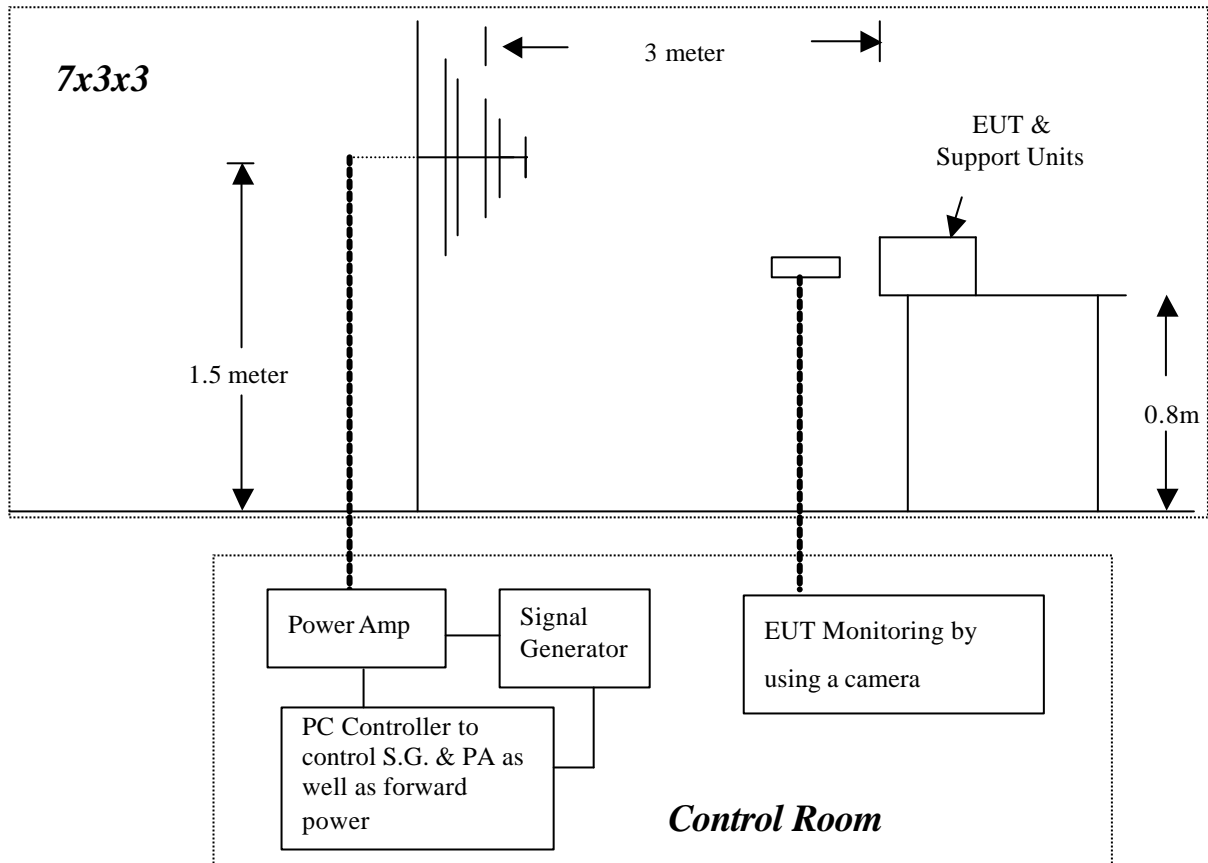 7x3x3
3 meter
EUT &
Support Units
1.5 meter
0.8m
Power Amp
Signal
Generator
EUT Monitoring by
using a camera
PC Controller to
control S.G. & PA as
well as forward
power
Control Room